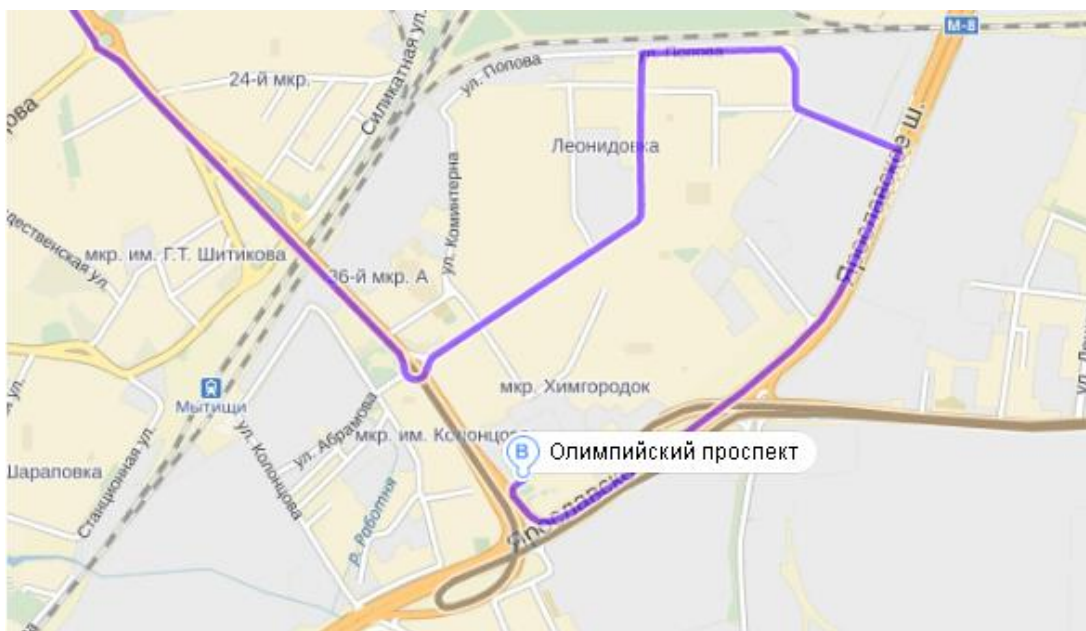 М-8
Силикатная ул.
24-й мкр.
ул. Попова
ул. Попова
Леонидовка
Ярославское ш.
ул. Коминтерна
мкр. им. Г.Т. Шитикова
36-й мкр. А
мкр. Химгородок
Мытищи
ул. Абрамова
мкр. им. Колонцова
В
Олимпийский проспект
Шараповка
Станционная ул.
ул. Колонцова
р. Работня
Ярославское